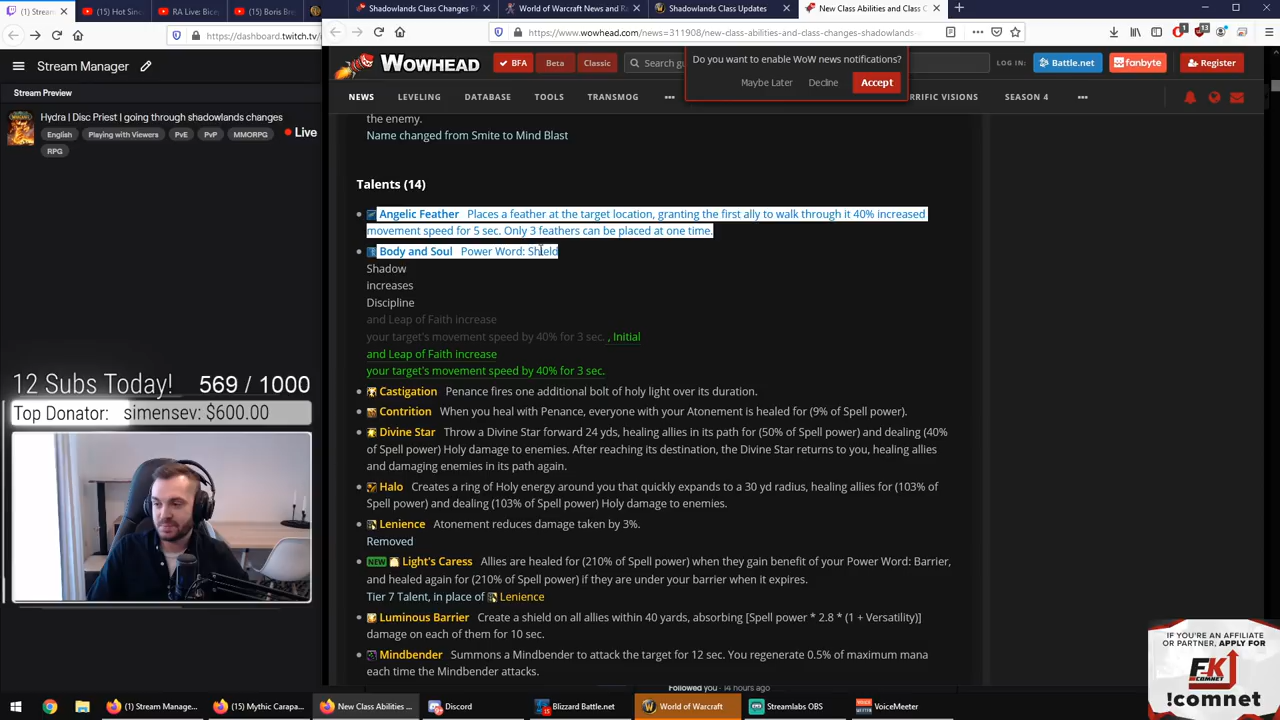 (1) Stream
RA Live Bice
(15) Boris Bre
Shadowlands Class Changes P
World of Warcraft News and Ra
Shadowlands Class Updates
New Class Abilities and Class C
https://dashboard.twitch.tv/
https://www.wowhead.com/news=311908/new-class-abilities-and-class-changes-shadowlands-
Stream Manager
Stream Preview
Hydra | Disc Priest | going through shadowlands changes
English
Playing with Viewers
PvE
PvP
MMORPG
RPG
Live
WOWHEAD
BFA
Beta
Classic
Search gu
Do you want to enable WoW news notifications?
Maybe Later
Decline
Accept
LOG IN:
Battle.net
fanbyte
Register
NEWS
LEVELING
DATABASE
TOOLS
TRANSMOG
RRIFIC VISIONS
SEASON 4
the enemy.
Name changed from Smite to Mind Blast
Talents (14)
Angelic Feather Places a feather at the target location, granting the first ally to walk through it 40% increased
movement speed for 5 sec. Only 3 feathers can be placed at one time.
Body and Soul Power Word: Shield
Shadow
increases
Discipline
and Leap of Faith increase
your target's movement speed by 40% for 3 sec. , Initial
and Leap of Faith increase
your target's movement speed by 40% for 3 sec.
Castigation Penance fires one additional bolt of holy light over its duration.
Contrition When you heal with Penance, everyone with your Atonement is healed for (9% of Spell power).
Divine Star Throw a Divine Star forward 24 yds, healing allies in its path for (50% of Spell power) and dealing (40%
of Spell power) Holy damage to enemies. After reaching its destination, the Divine Star returns to you, healing allies
and damaging enemies in its path again.
Halo Creates a ring of Holy energy around you that quickly expands to a 30 yd radius, healing allies for (103% of
Spell power) and dealing (103% of Spell power) Holy damage to enemies.
Lenience Atonement reduces damage taken by 3%.
Removed
NEW Light's Caress Allies are healed for (210% of Spell power) when they gain benefit of your Power Word: Barrier,
and healed again for (210% of Spell power) if they are under your barrier when it expires.
Tier 7 Talent, in place of Lenience
Luminous Barrier Create a shield on all allies within 40 yards, absorbing [Spell power * 2.8 * (1 + Versatility)]
damage on each of them for 10 sec.
Mindbender Summons a Mindbender to attack the target for 12 sec. You regenerate 0.5% of maximum mana
each time the Mindbender attacks.
12 Subs Today!
569 / 1000
Top Donator: simensev: $600.00
Followed you - 14 hours ago
IF YOU'RE AN AFFILIATE
OR PARTNER, APPLY FOR
COMNET
!comnet
(1) Stream Manage...
(15) Mythic Carapa...
New Class Abilities ...
Discord
Blizzard Battle.net
World of Warcraft
Streamlabs OBS
VoiceMeeter